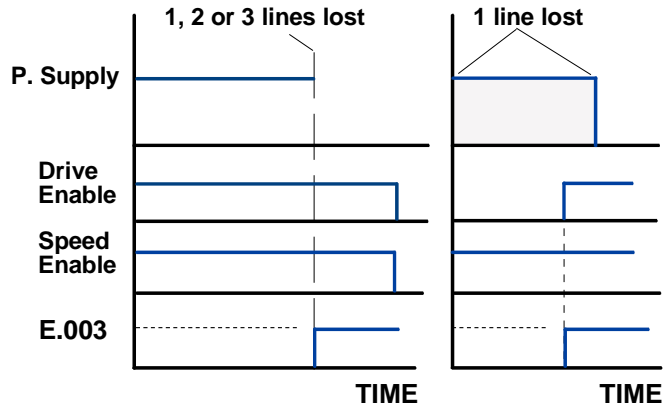 1, 2 or 3 lines lost
1 line lost
P. Supply
Drive
Enable
Speed
Enable
E.003
TIME
TIME